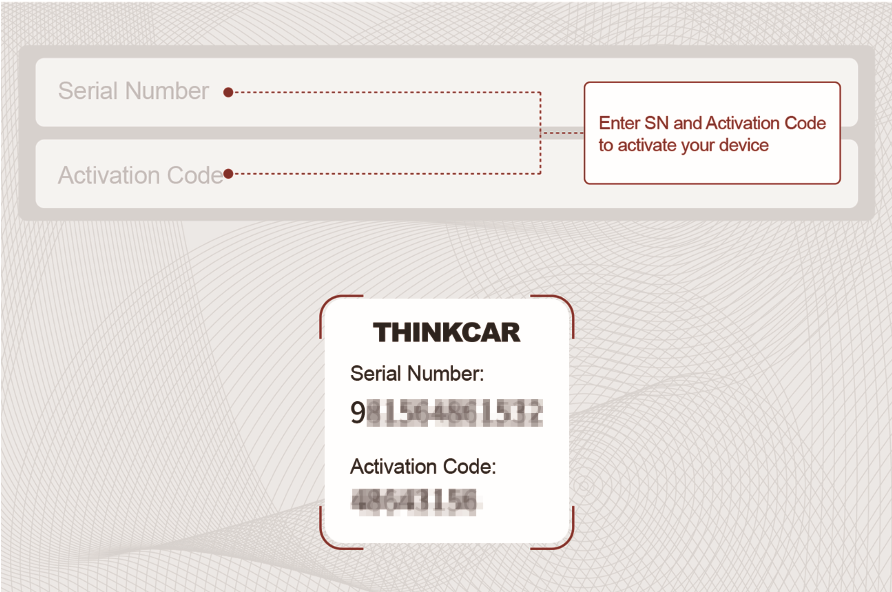 Serial Number
Activation Code
Enter SN and Activation Code
to activate your device
THINKCAR
Serial Number:
Activation Code: